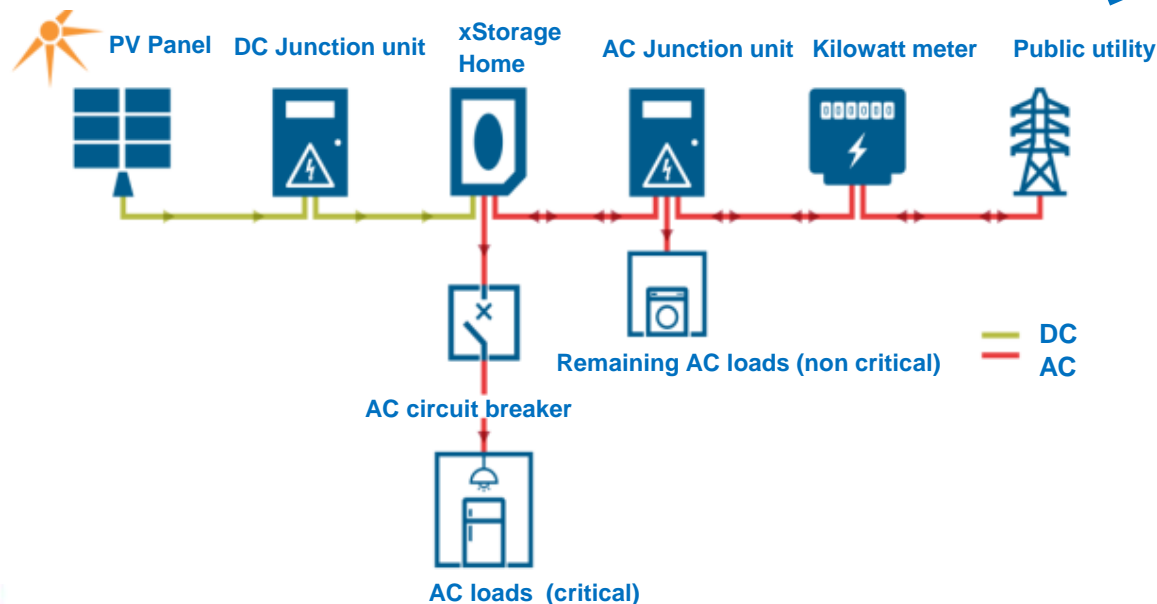 PV Panel
DC Junction unit
xStorage
Home
AC Junction unit
Kilowatt meter
Public utility
000000
Remaining AC loads (non critical)
DC
AC
AC circuit breaker
AC loads (critical)